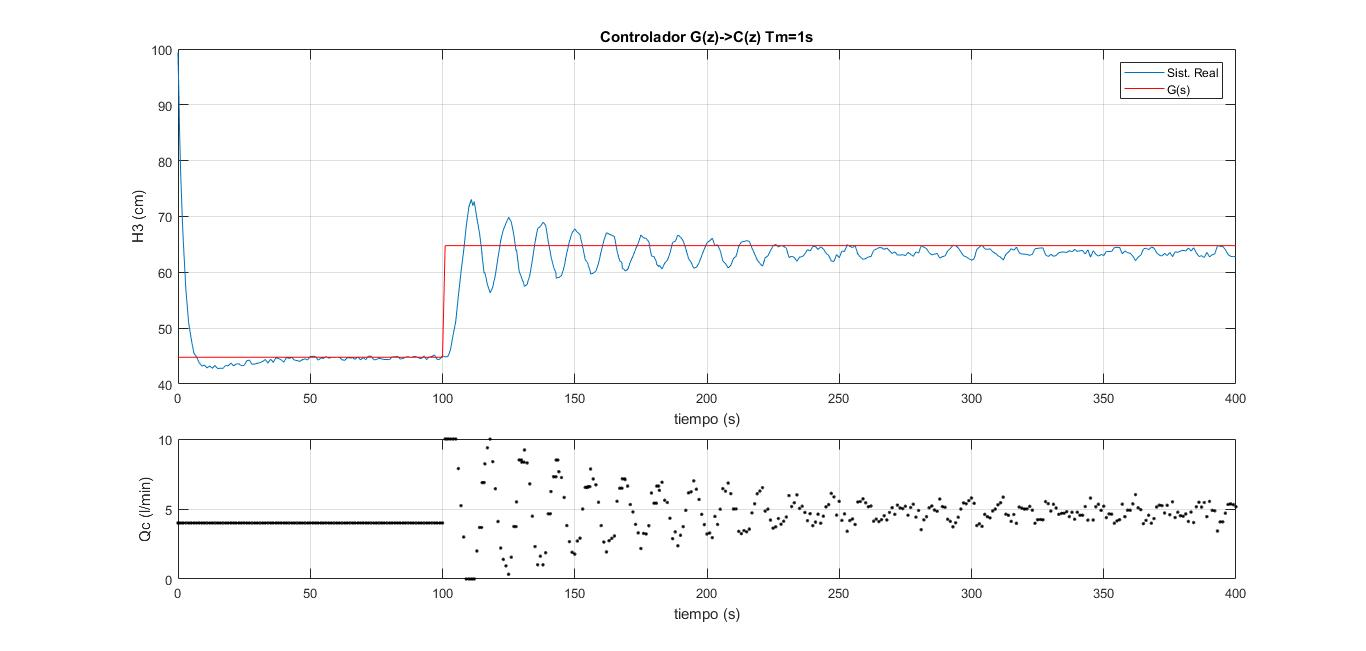 Controlador G(z)->C(z) Tm=1s
100
90
80
70
60
50
40
H3 (cm)
Sist. Real
G(s)
0 50 100 150 200 250 300 350 400
tiempo (s)
10
5
0
Qc (l/min)
0 50 100 150 200 250 300 350 400
tiempo (s)